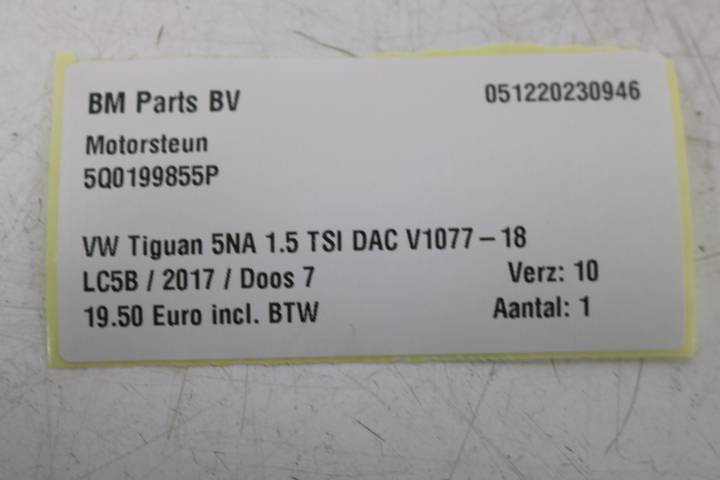 BM Parts BV 051220230946
Motorsteun
5Q0199855P
VW Tiguan 5NA 1.5 TSI DAC V1077 – 18
LC5B / 2017 / Doos 7 Verz: 10
19.50 Euro incl. BTW Aantal: 1